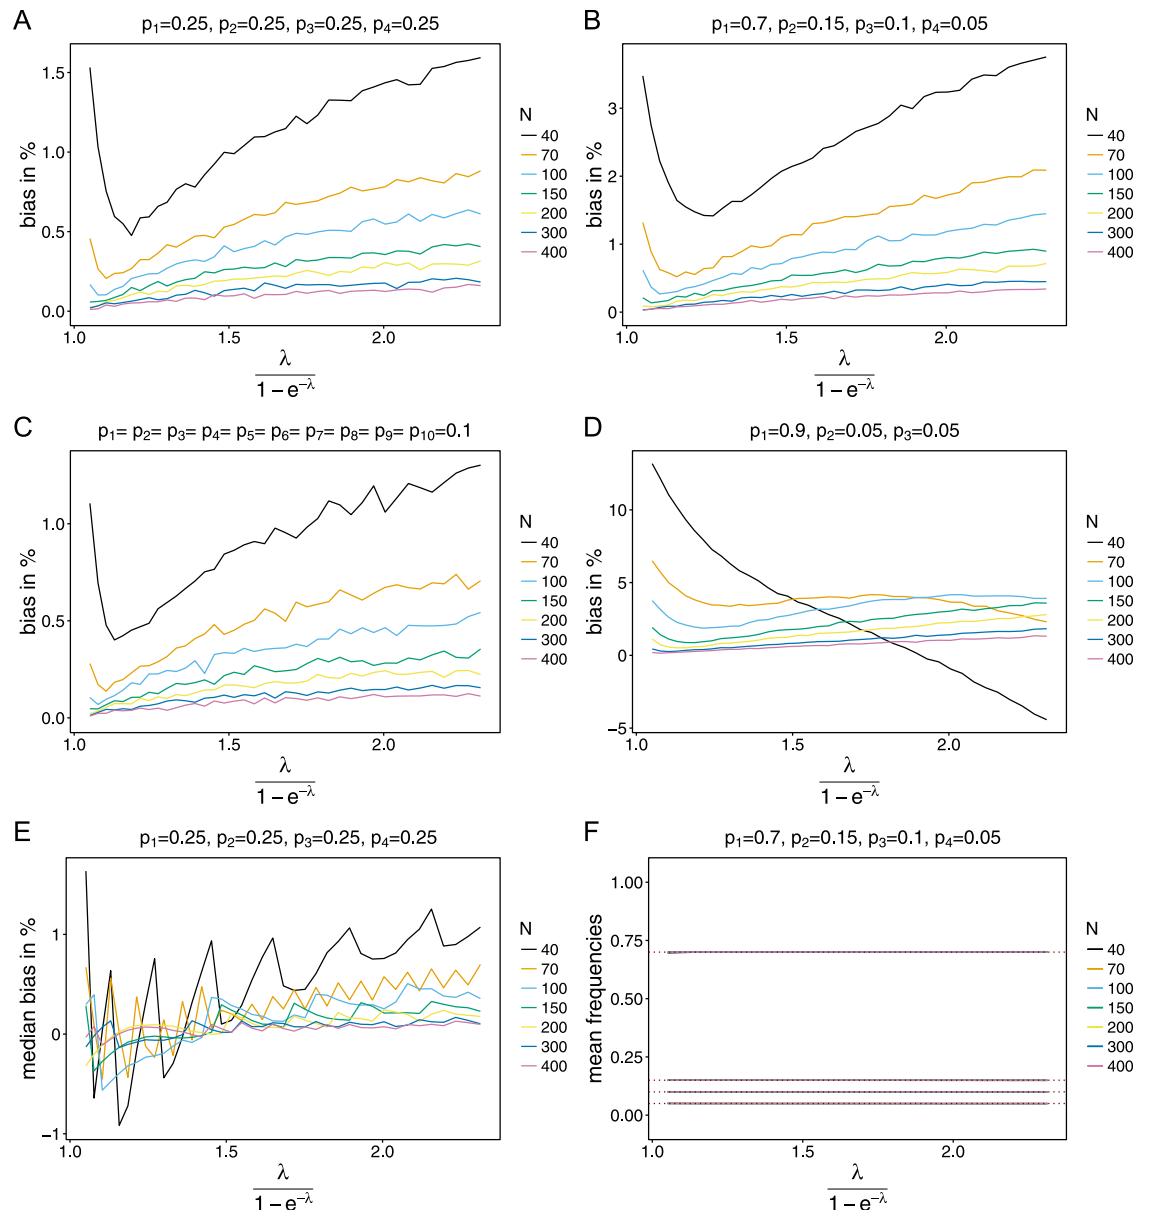 A
p₁=0.25, p₂=0.25, p₃=0.25, p₄=0.25
bias in %
1.5
1.0
0.5
0.0
1.0 1.5 2.0
λ
1 − e⁻λ
N
40
70
100
150
200
300
400
B
p₁=0.7, p₂=0.15, p₃=0.1, p₄=0.05
bias in %
3
2
1
0
1.0 1.5 2.0
λ
1 − e⁻λ
N
40
70
100
150
200
300
400
C
p₁= p₂= p₃= p₄= p₅= p₆= p₇= p₈= p₉= p₁₀=0.1
bias in %
1.0
0.5
0.0
1.0 1.5 2.0
λ
1 − e⁻λ
N
40
70
100
150
200
300
400
D
p₁=0.9, p₂=0.05, p₃=0.05
bias in %
10
5
0
−5
1.0 1.5 2.0
λ
1 − e⁻λ
N
40
70
100
150
200
300
400
E
p₁=0.25, p₂=0.25, p₃=0.25, p₄=0.25
median bias in %
1
0
−1
1.0 1.5 2.0
λ
1 − e⁻λ
N
40
70
100
150
200
300
400
F
p₁=0.7, p₂=0.15, p₃=0.1, p₄=0.05
mean frequencies
1.00
0.75
0.50
0.25
0.00
1.0 1.5 2.0
λ
1 − e⁻λ
N
40
70
100
150
200
300
400